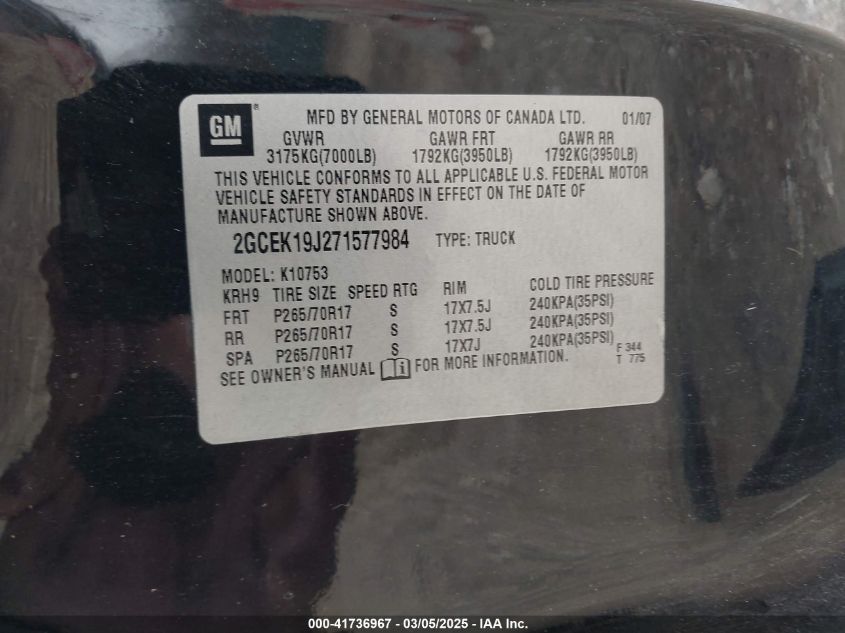 GM ®
MFD BY GENERAL MOTORS OF CANADA LTD. 01/07
GVWR GAWR FRT GAWR RR
3175KG(7000LB) 1792KG(3950LB) 1792KG(3950LB)
THIS VEHICLE CONFORMS TO ALL APPLICABLE U.S. FEDERAL MOTOR
VEHICLE SAFETY STANDARDS IN EFFECT ON THE DATE OF
MANUFACTURE SHOWN ABOVE.
2GCEK19J271577984 TYPE: TRUCK
MODEL: K10753
KRH9 TIRE SIZE SPEED RTG RIM COLD TIRE PRESSURE
FRT P265/70R17 S 17X7.5J 240KPA(35PSI)
RR P265/70R17 S 17X7.5J 240KPA(35PSI)
SPA P265/70R17 S 17X7J 240KPA(35PSI)
SEE OWNER'S MANUAL i FOR MORE INFORMATION.
F 344
T 775
000-41736967 — 03/05/2025 — IAA Inc.